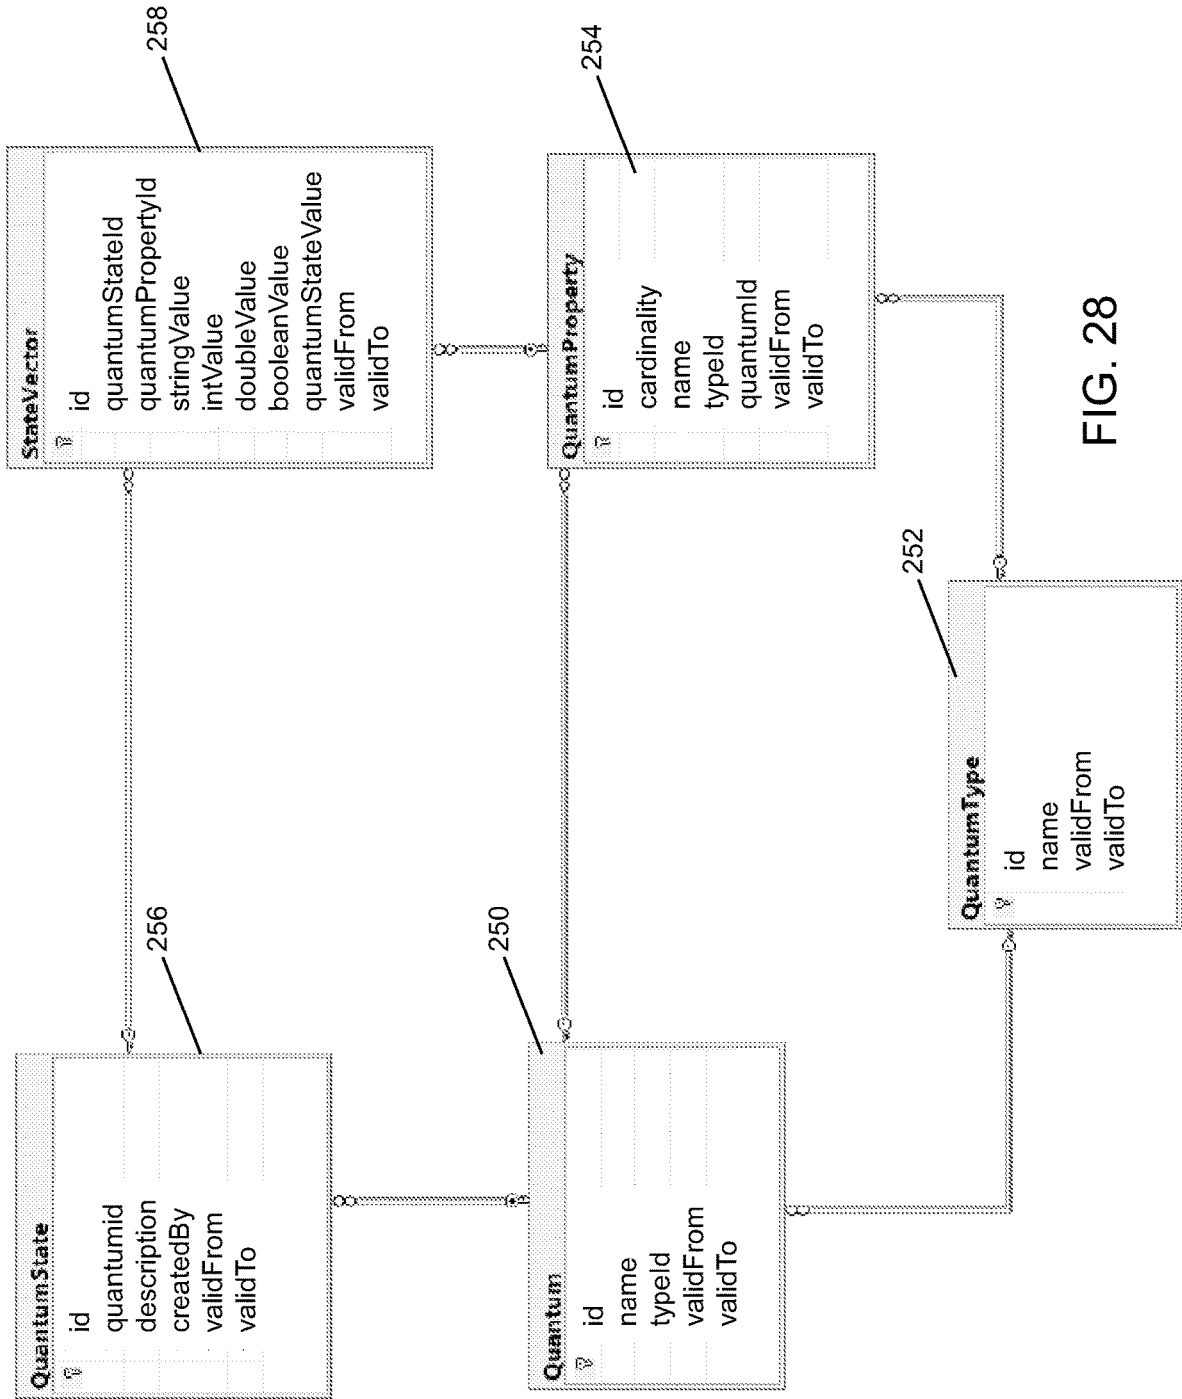 QuantumState
id
quantumid
description
createdBy
validFrom
validTo
256
StateVector
id
quantumStateId
quantumPropertyId
stringValue
intValue
doubleValue
booleanValue
quantumStateValue
validFrom
validTo
258
Quantum
id
name
typeId
validFrom
validTo
250
QuantumProperty
id
cardinality
name
typeId
quantumId
validFrom
validTo
254
QuantumType
id
name
validFrom
validTo
252
FIG. 28